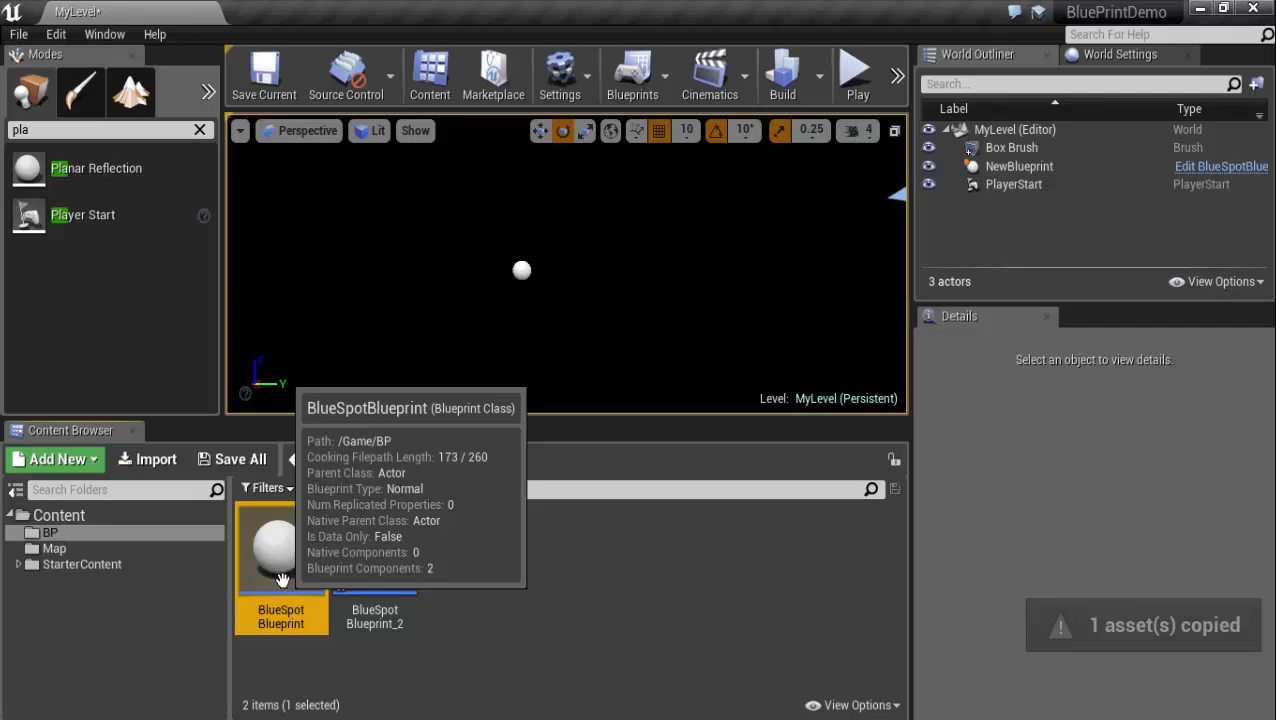 MyLevel*
BluePrintDemo
File Edit Window Help
Search For Help
Modes
pla
Planar Reflection
Player Start
Save Current
Source Control
Content
Marketplace
Settings
Blueprints
Cinematics
Build
Play
Perspective
Lit
Show
10
10°
0.25
4
Level: MyLevel (Persistent)
World Outliner
World Settings
Search...
Label Type
MyLevel (Editor) World
Box Brush Brush
NewBlueprint Edit BlueSpotBlue
PlayerStart PlayerStart
3 actors
View Options
Details
Select an object to view details.
Content Browser
Add New
Import
Save All
Search Folders
Filters
Content
BP
Map
StarterContent
BlueSpotBlueprint (Blueprint Class)
Path: /Game/BP
Cooking Filepath Length: 173 / 260
Parent Class: Actor
Blueprint Type: Normal
Num Replicated Properties: 0
Native Parent Class: Actor
Is Data Only: False
Native Components: 0
Blueprint Components: 2
BlueSpot
Blueprint
BlueSpot
Blueprint_2
2 items (1 selected)
View Options
1 asset(s) copied